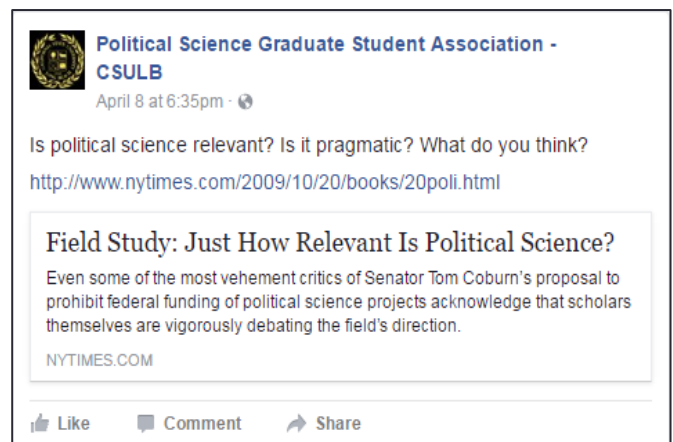 Political Science Graduate Student Association -
CSULB
April 8 at 6:35pm ·
Is political science relevant? Is it pragmatic? What do you think?
http://www.nytimes.com/2009/10/20/books/20poli.html
Field Study: Just How Relevant Is Political Science?
Even some of the most vehement critics of Senator Tom Coburn's proposal to
prohibit federal funding of political science projects acknowledge that scholars
themselves are vigorously debating the field's direction.
NYTIMES.COM
Like Comment Share